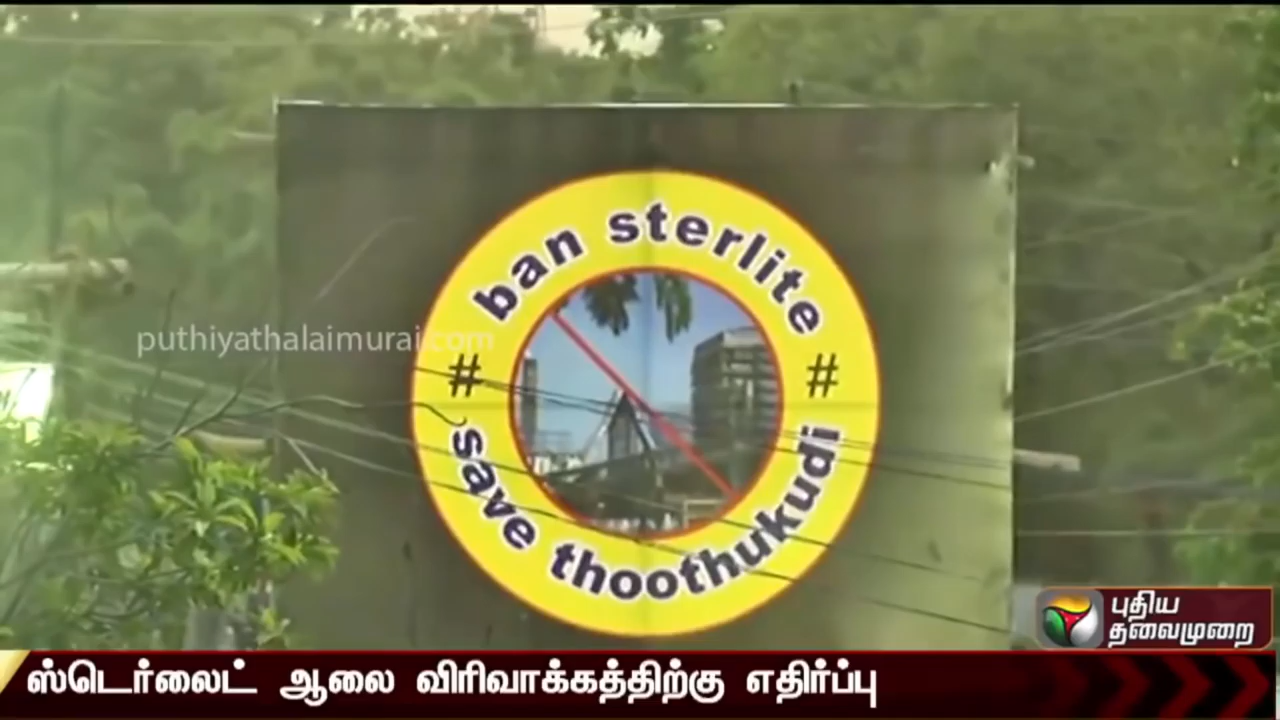 ban sterlite
puthiyathalaimurai.com
# #
save thoothukudi
புதிய
தலைமுறை
ஸ்டெர்லைட் ஆலை விரிவாக்கத்திற்கு எதிர்ப்பு